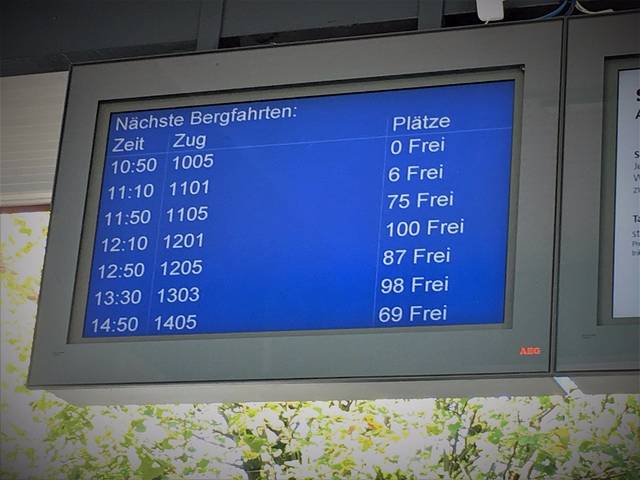 Nächste Bergfahrten:
Zeit Zug Plätze
10:50 1005 0 Frei
11:10 1101 6 Frei
11:50 1105 75 Frei
12:10 1201 100 Frei
12:50 1205 87 Frei
13:30 1303 98 Frei
14:50 1405 69 Frei
AEG